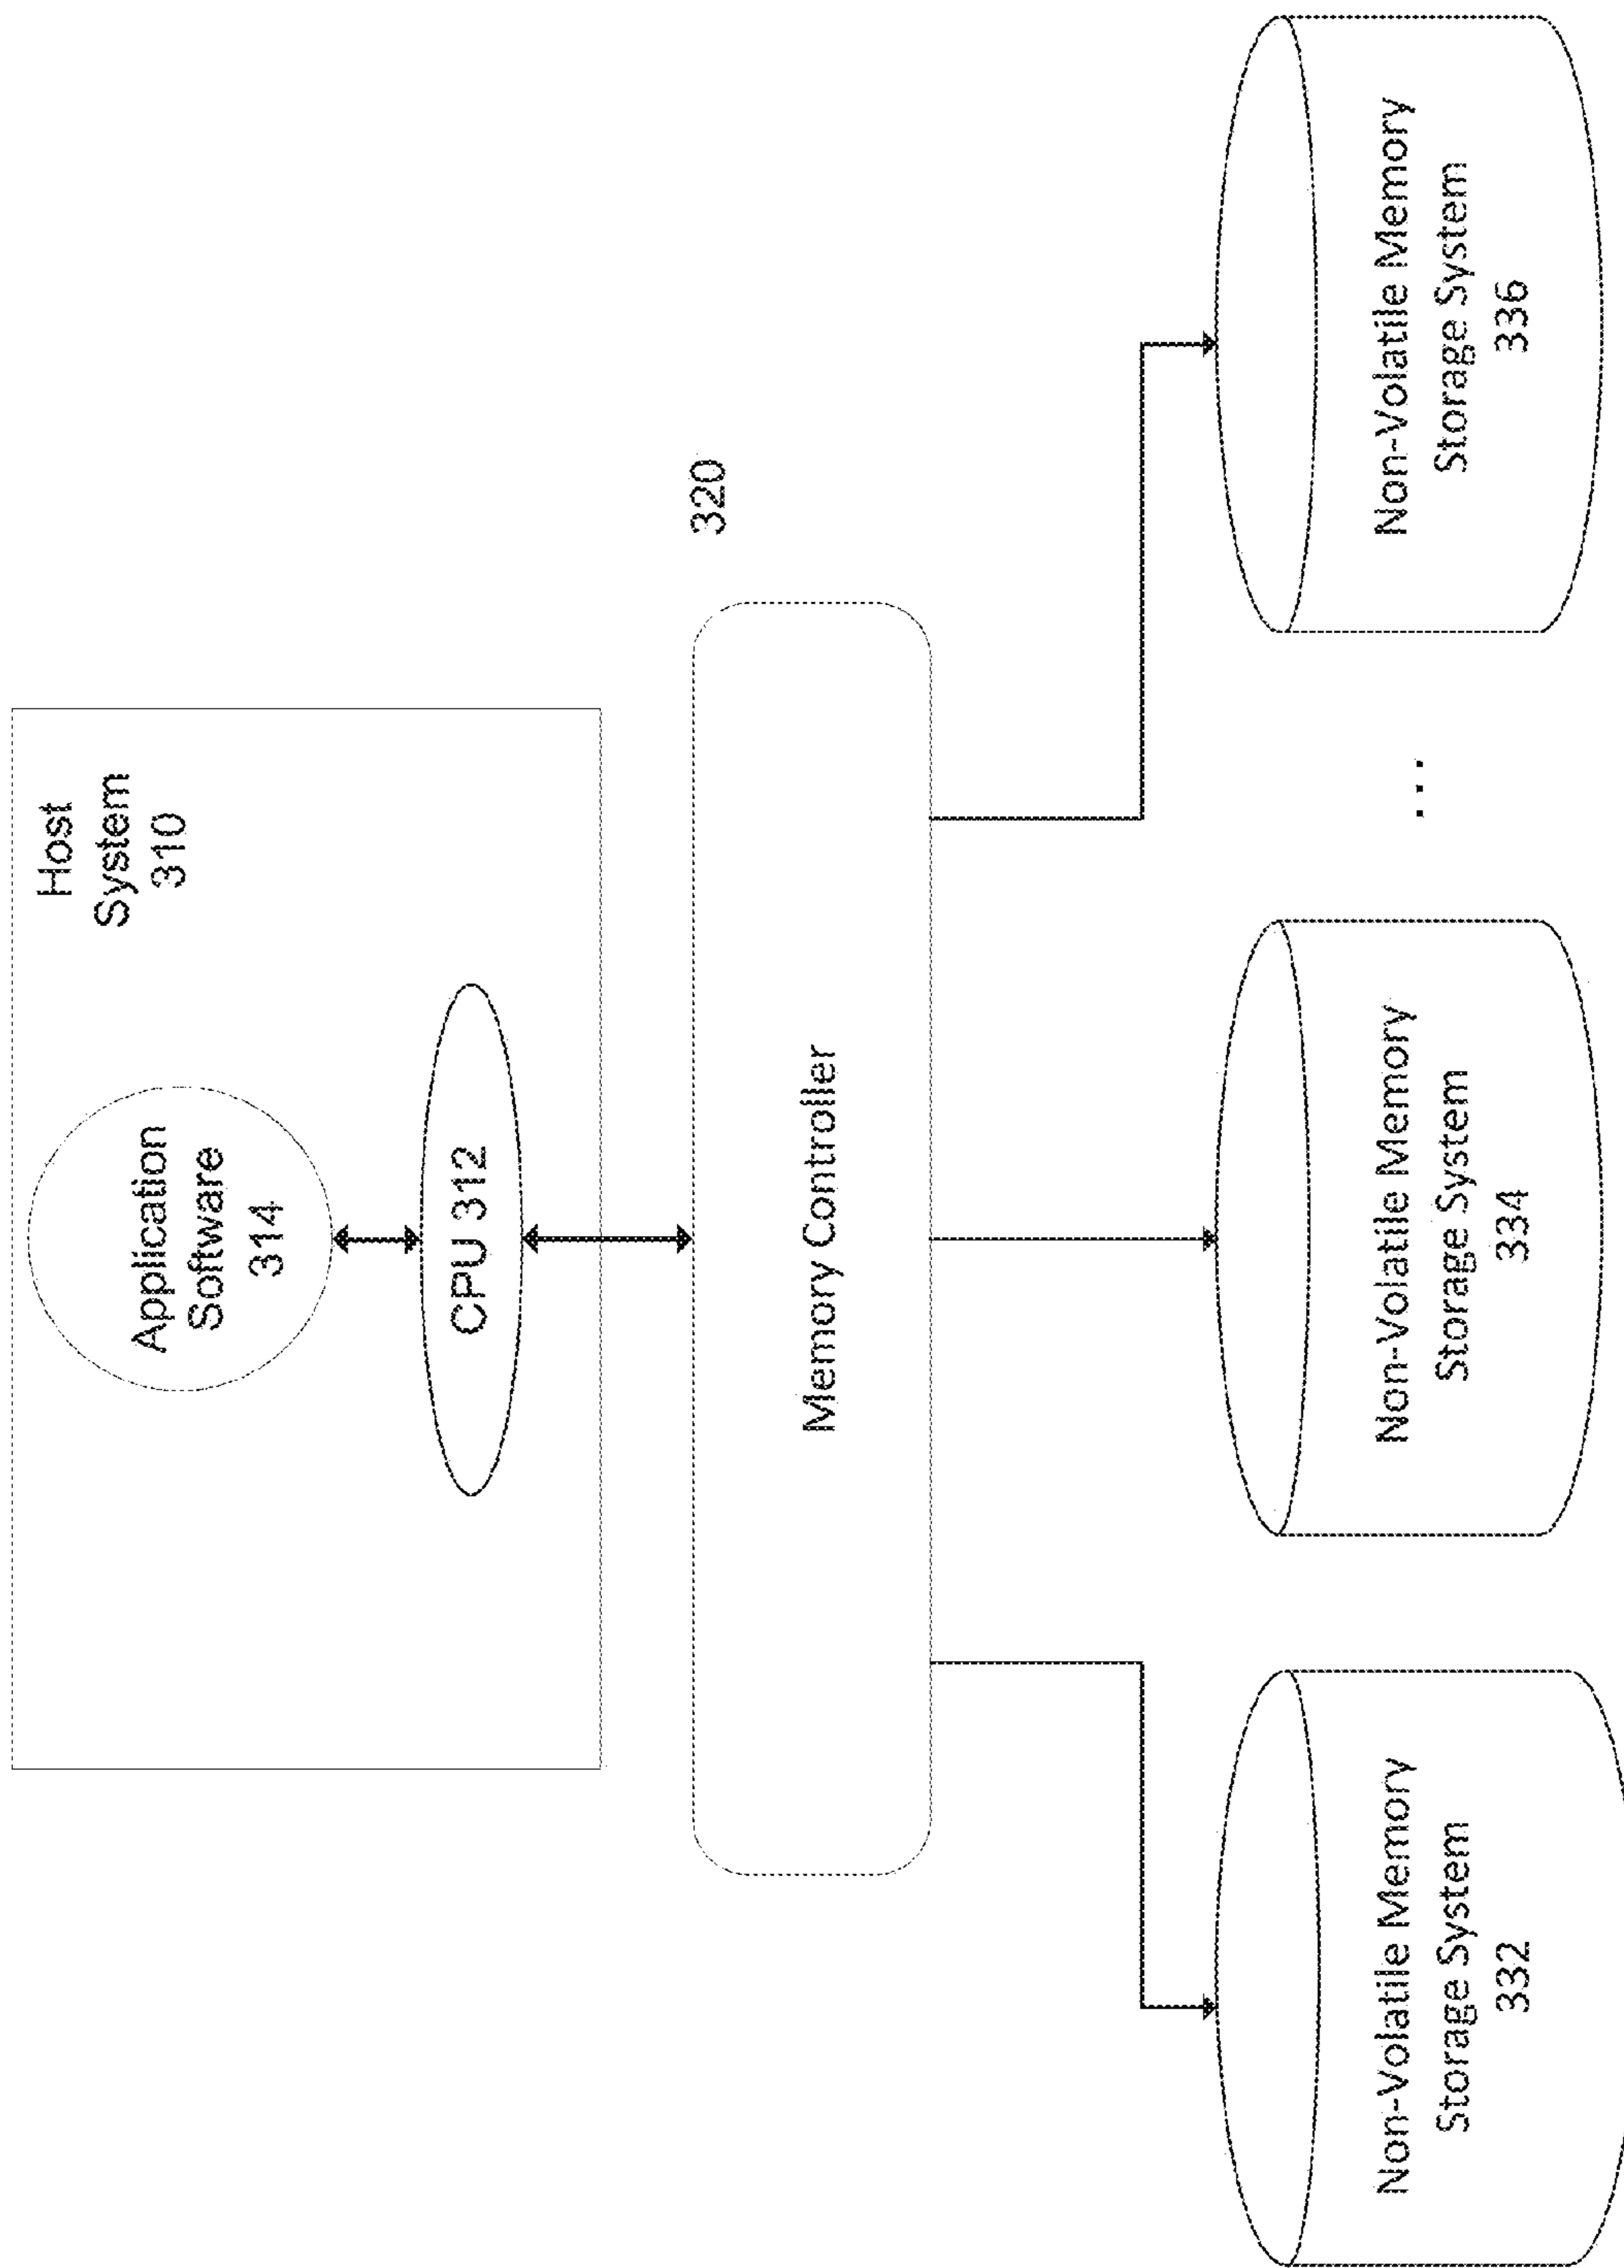 Host
System
310
Application
Software
314
CPU 312
320
Memory Controller
Non-Volatile Memory
Storage System
332
Non-Volatile Memory
Storage System
334
...
Non-Volatile Memory
Storage System
336